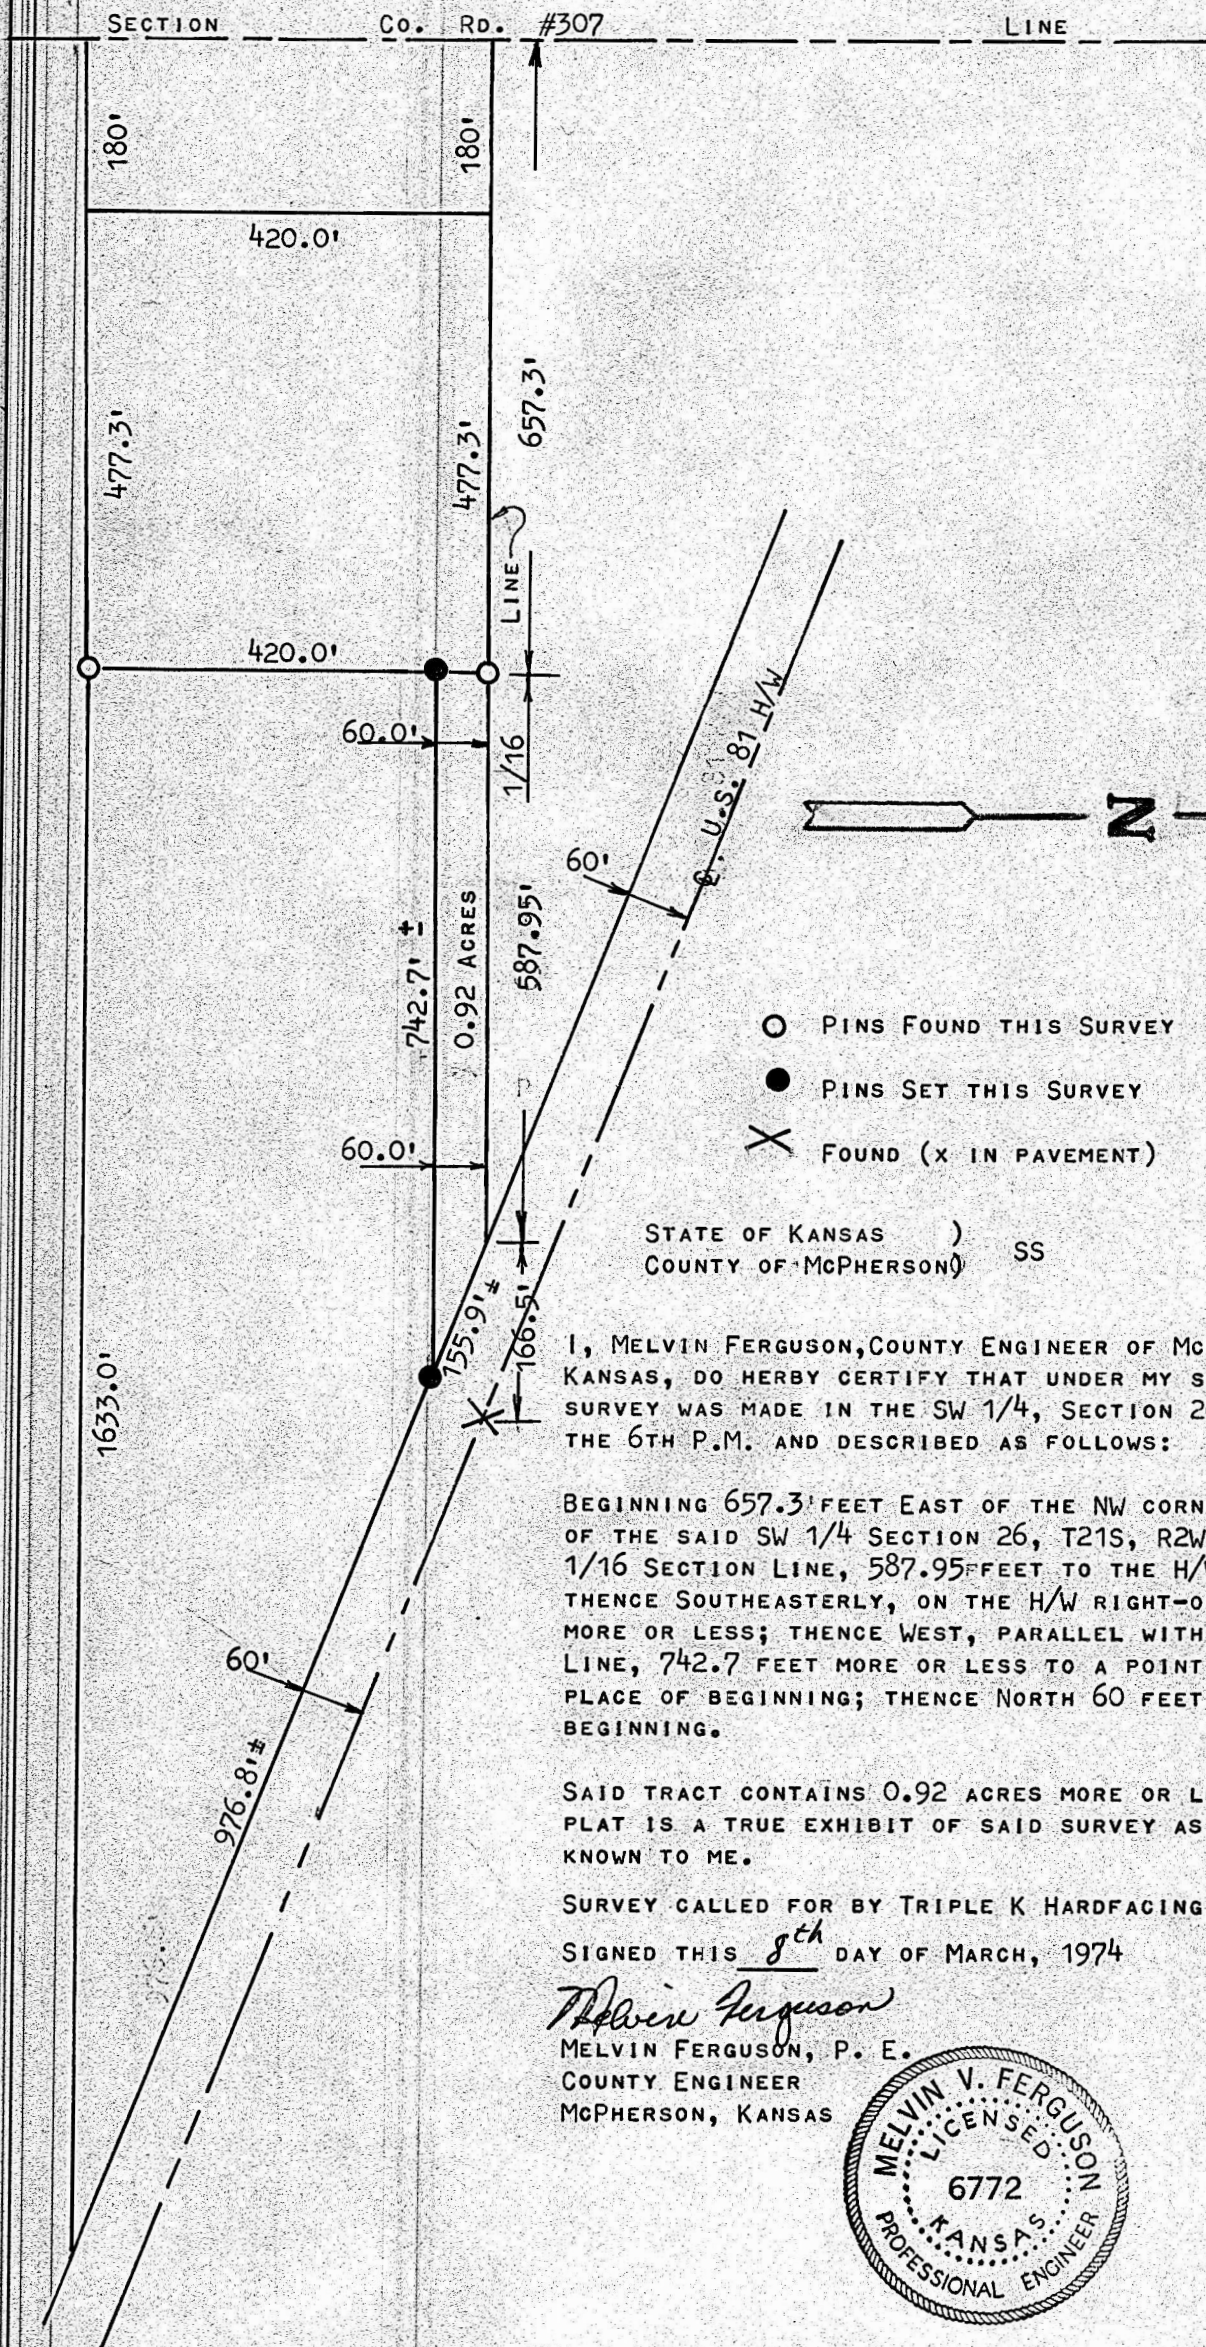 SECTION CO. RD. #307 LINE
180'
180'
420.0'
477.3'
477.3'
657.3'
LINE
420.0'
60.0'
1/16
℄, U.S. 81 H/W
N
60'
742.7' ±
0.92 ACRES
587.95'
O PINS FOUND THIS SURVEY
● PINS SET THIS SURVEY
X FOUND (X IN PAVEMENT)
60.0'
STATE OF KANSAS )
COUNTY OF MCPHERSON) SS
155.9'±
166.5'
1633.0'
I, MELVIN FERGUSON,COUNTY ENGINEER OF MC
KANSAS, DO HERBY CERTIFY THAT UNDER MY S
SURVEY WAS MADE IN THE SW 1/4, SECTION 2
THE 6TH P.M. AND DESCRIBED AS FOLLOWS:
BEGINNING 657.3'FEET EAST OF THE NW CORN
OF THE SAID SW 1/4 SECTION 26, T21S, R2W
1/16 SECTION LINE, 587.95 FEET TO THE H/
THENCE SOUTHEASTERLY, ON THE H/W RIGHT-O
MORE OR LESS; THENCE WEST, PARALLEL WITH
LINE, 742.7 FEET MORE OR LESS TO A POINT
PLACE OF BEGINNING; THENCE NORTH 60 FEET
BEGINNING.
60'
976.8'±
SAID TRACT CONTAINS 0.92 ACRES MORE OR L
PLAT IS A TRUE EXHIBIT OF SAID SURVEY AS
KNOWN TO ME.
SURVEY CALLED FOR BY TRIPLE K HARDFACING
SIGNED THIS 8th DAY OF MARCH, 1974
Melvin Ferguson
MELVIN FERGUSON, P. E.
COUNTY ENGINEER
MCPHERSON, KANSAS
MELVIN V. FERGUSON
LICENSED
6772
KANSAS
PROFESSIONAL ENGINEER